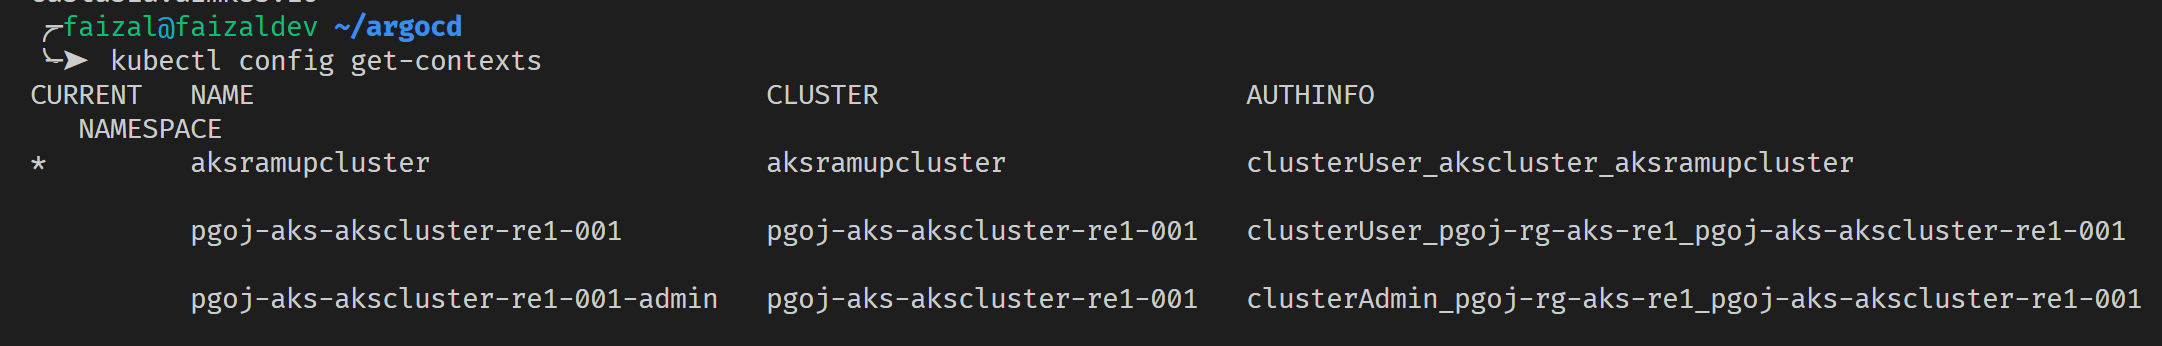 faizal@faizaldev ~/argocd
kubectl config get-contexts
CURRENT   NAME                                CLUSTER                       AUTHINFO
   NAMESPACE
*         aksramupcluster                     aksramupcluster               clusterUser_akscluster_aksramupcluster
          pgoj-aks-akscluster-re1-001         pgoj-aks-akscluster-re1-001   clusterUser_pgoj-rg-aks-re1_pgoj-aks-akscluster-re1-001
          pgoj-aks-akscluster-re1-001-admin   pgoj-aks-akscluster-re1-001   clusterAdmin_pgoj-rg-aks-re1_pgoj-aks-akscluster-re1-001